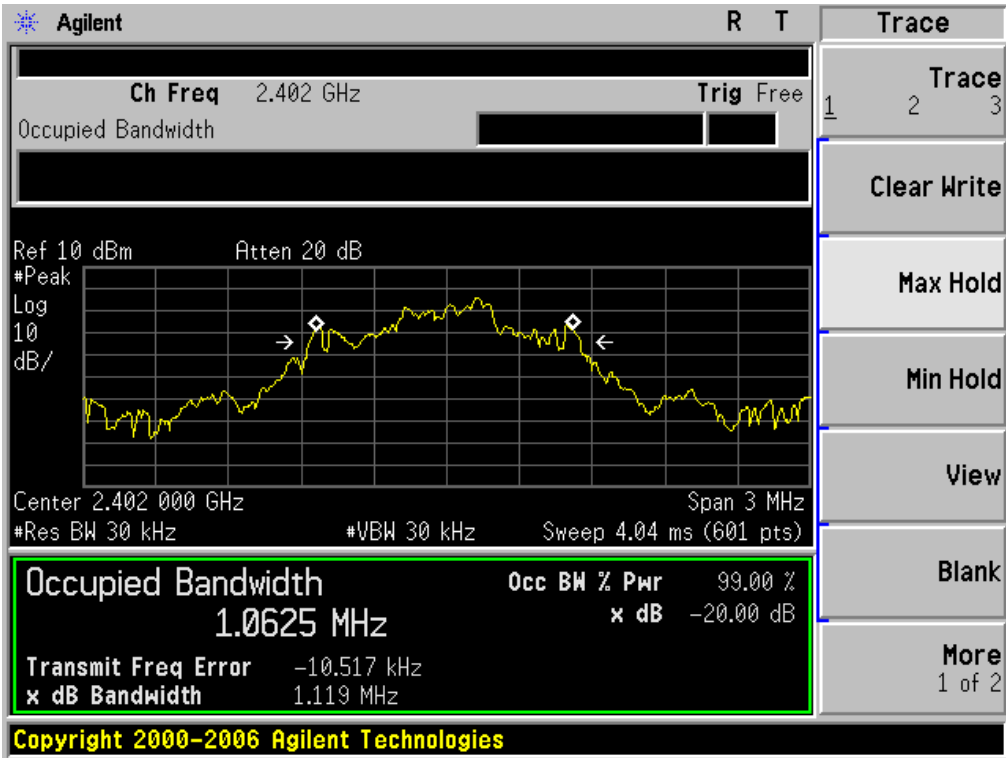 Agilent R T Trace
Ch Freq 2.402 GHz Trig Free
Occupied Bandwidth
Trace
1 2 3
Clear Write
Max Hold
Min Hold
View
Blank
More
1 of 2
Ref 10 dBm Atten 20 dB
#Peak
Log
10
dB/
Center 2.402 000 GHz Span 3 MHz
#Res BW 30 kHz #VBW 30 kHz Sweep 4.04 ms (601 pts)
Occupied Bandwidth Occ BW % Pwr 99.00 %
1.0625 MHz x dB -20.00 dB
Transmit Freq Error -10.517 kHz
x dB Bandwidth 1.119 MHz
Copyright 2000-2006 Agilent Technologies